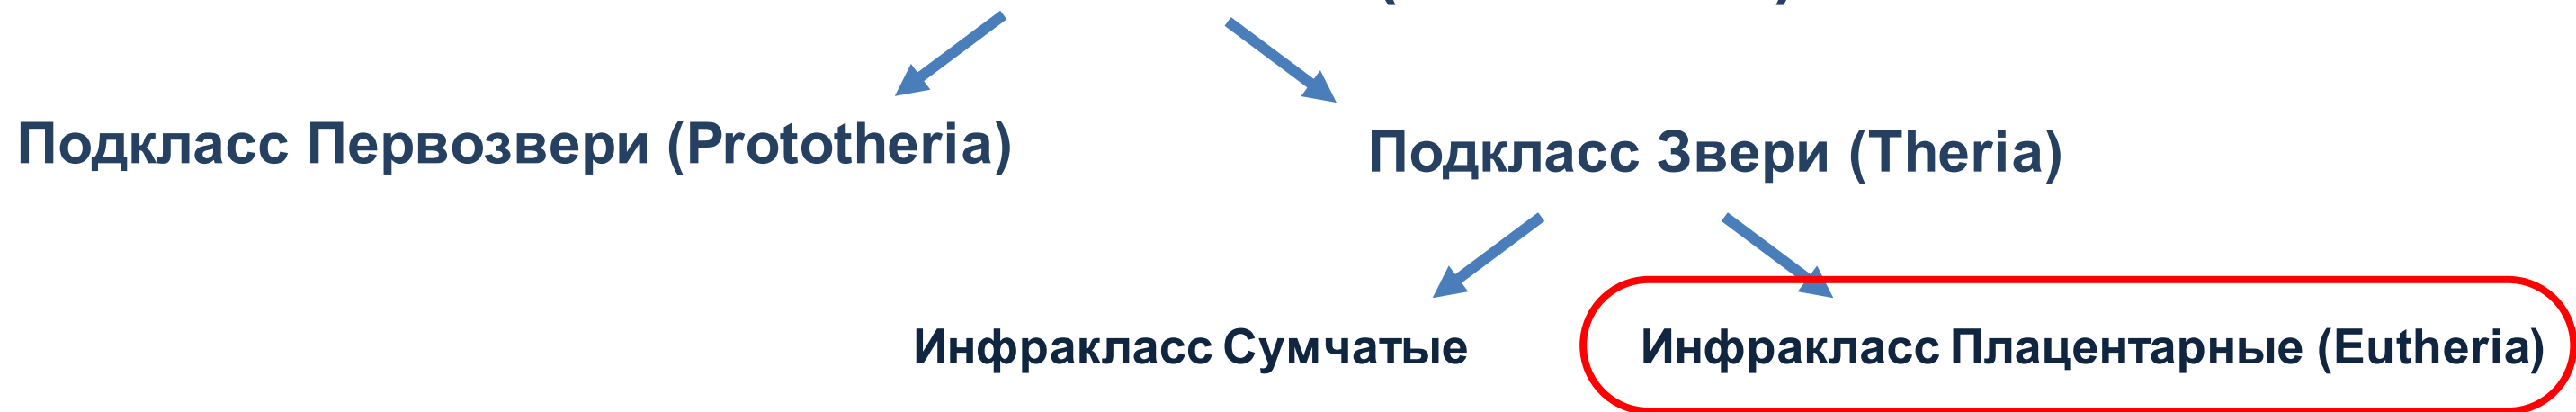 Подкласс Первозвери (Prototheria)
Подкласс Звери (Theria)
Инфракласс Сумчатые
Инфракласс Плацентарные (Eutheria)